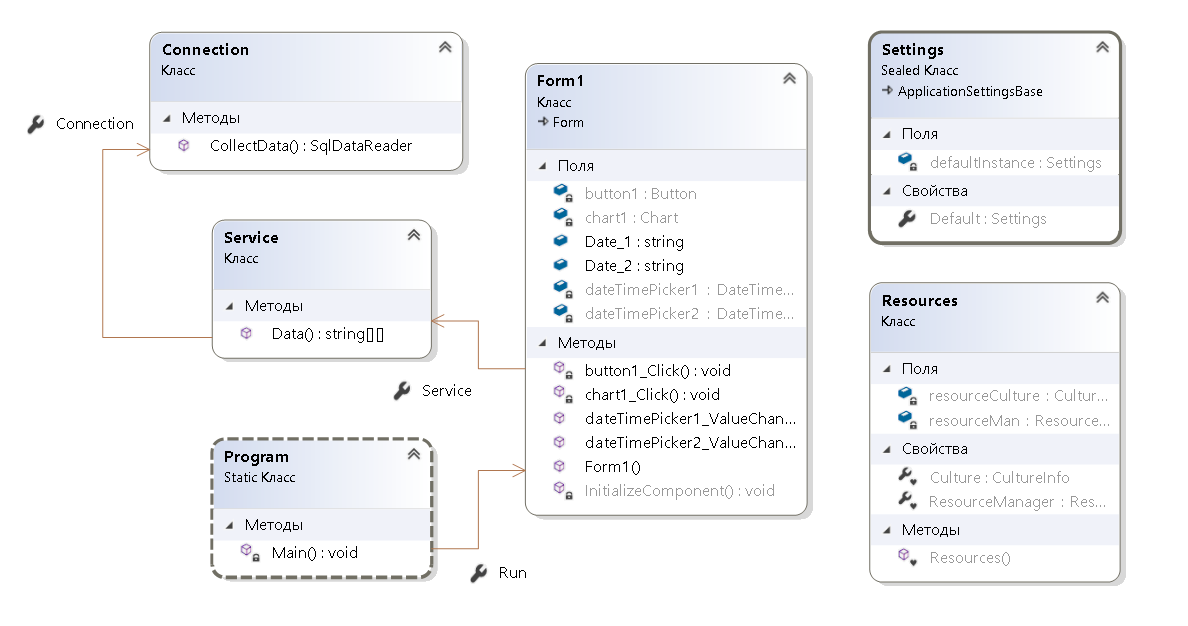 Connection
Класс
Методы
CollectData() : SqlDataReader
Connection
Service
Класс
Методы
Data() : string[][]
Service
Program
Static Класс
Методы
Main() : void
Run
Form1
Класс
Form
Поля
button1 : Button
chart1 : Chart
Date_1 : string
Date_2 : string
dateTimePicker1 : DateTime...
dateTimePicker2 : DateTime...
Методы
button1_Click() : void
chart1_Click() : void
dateTimePicker1_ValueChan...
dateTimePicker2_ValueChan...
Form1()
InitializeComponent() : void
Settings
Sealed Класс
ApplicationSettingsBase
Поля
defaultInstance : Settings
Свойства
Default : Settings
Resources
Класс
Поля
resourceCulture : Cultur...
resourceMan : Resource...
Свойства
Culture : CultureInfo
ResourceManager : Res...
Методы
Resources()